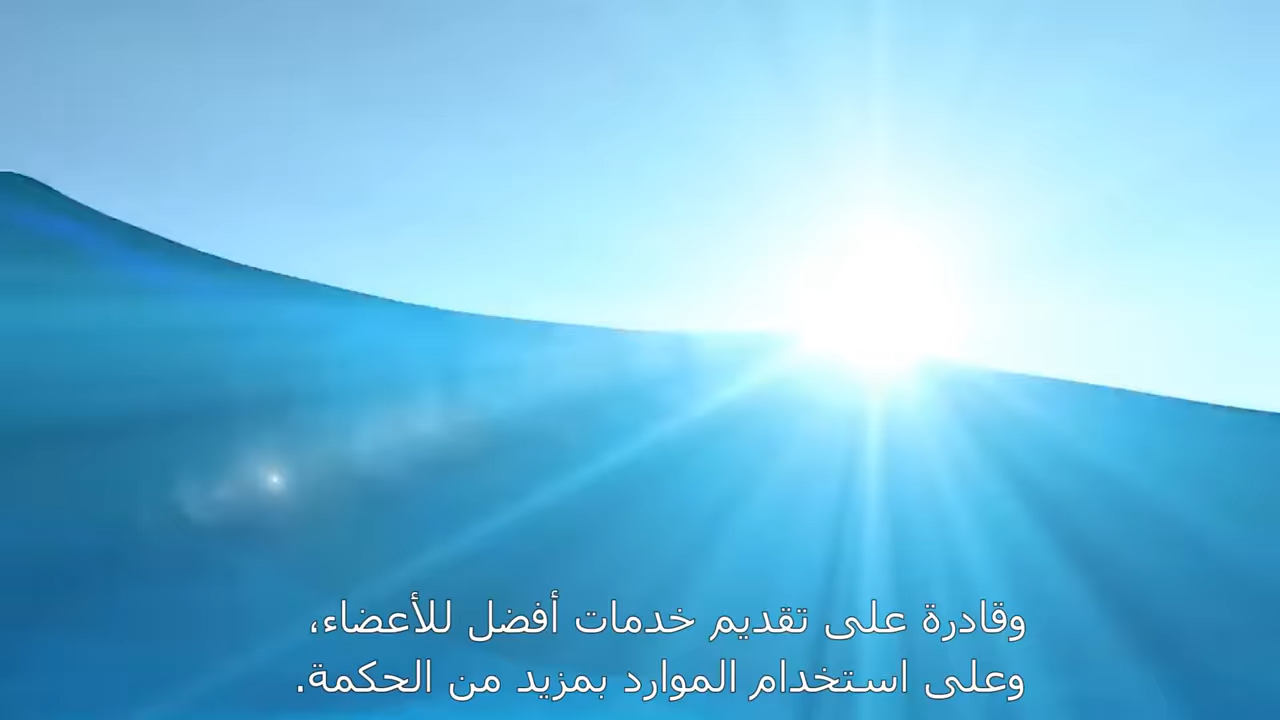 وقادرة على تقديم خدمات أفضل للأعضاء،
وعلى استخدام الموارد بمزيد من الحكمة.